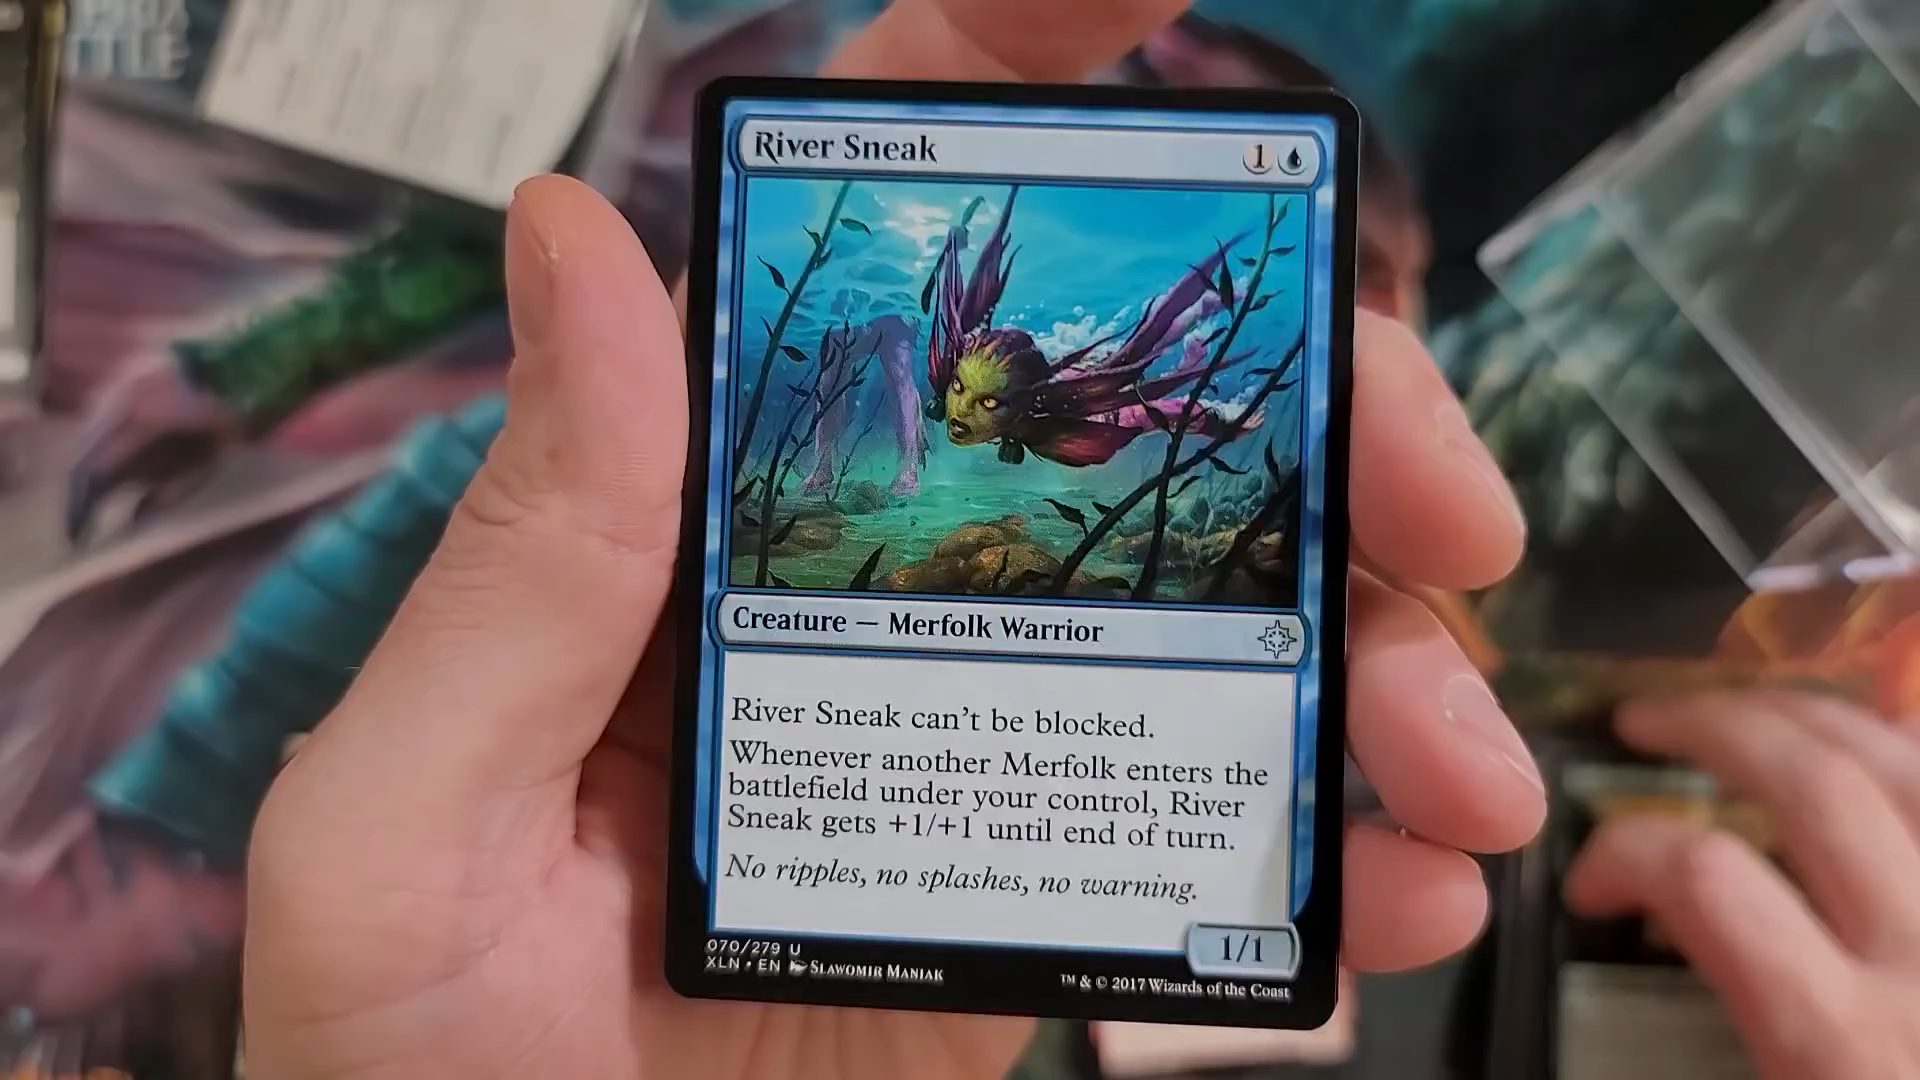 River Sneak
1
Creature — Merfolk Warrior
River Sneak can't be blocked.
Whenever another Merfolk enters the
battlefield under your control, River
Sneak gets +1/+1 until end of turn.
No ripples, no splashes, no warning.
1/1
070/279 U
XLN • EN SLAWOMIR MANIAK
™ & © 2017 Wizards of the Coast